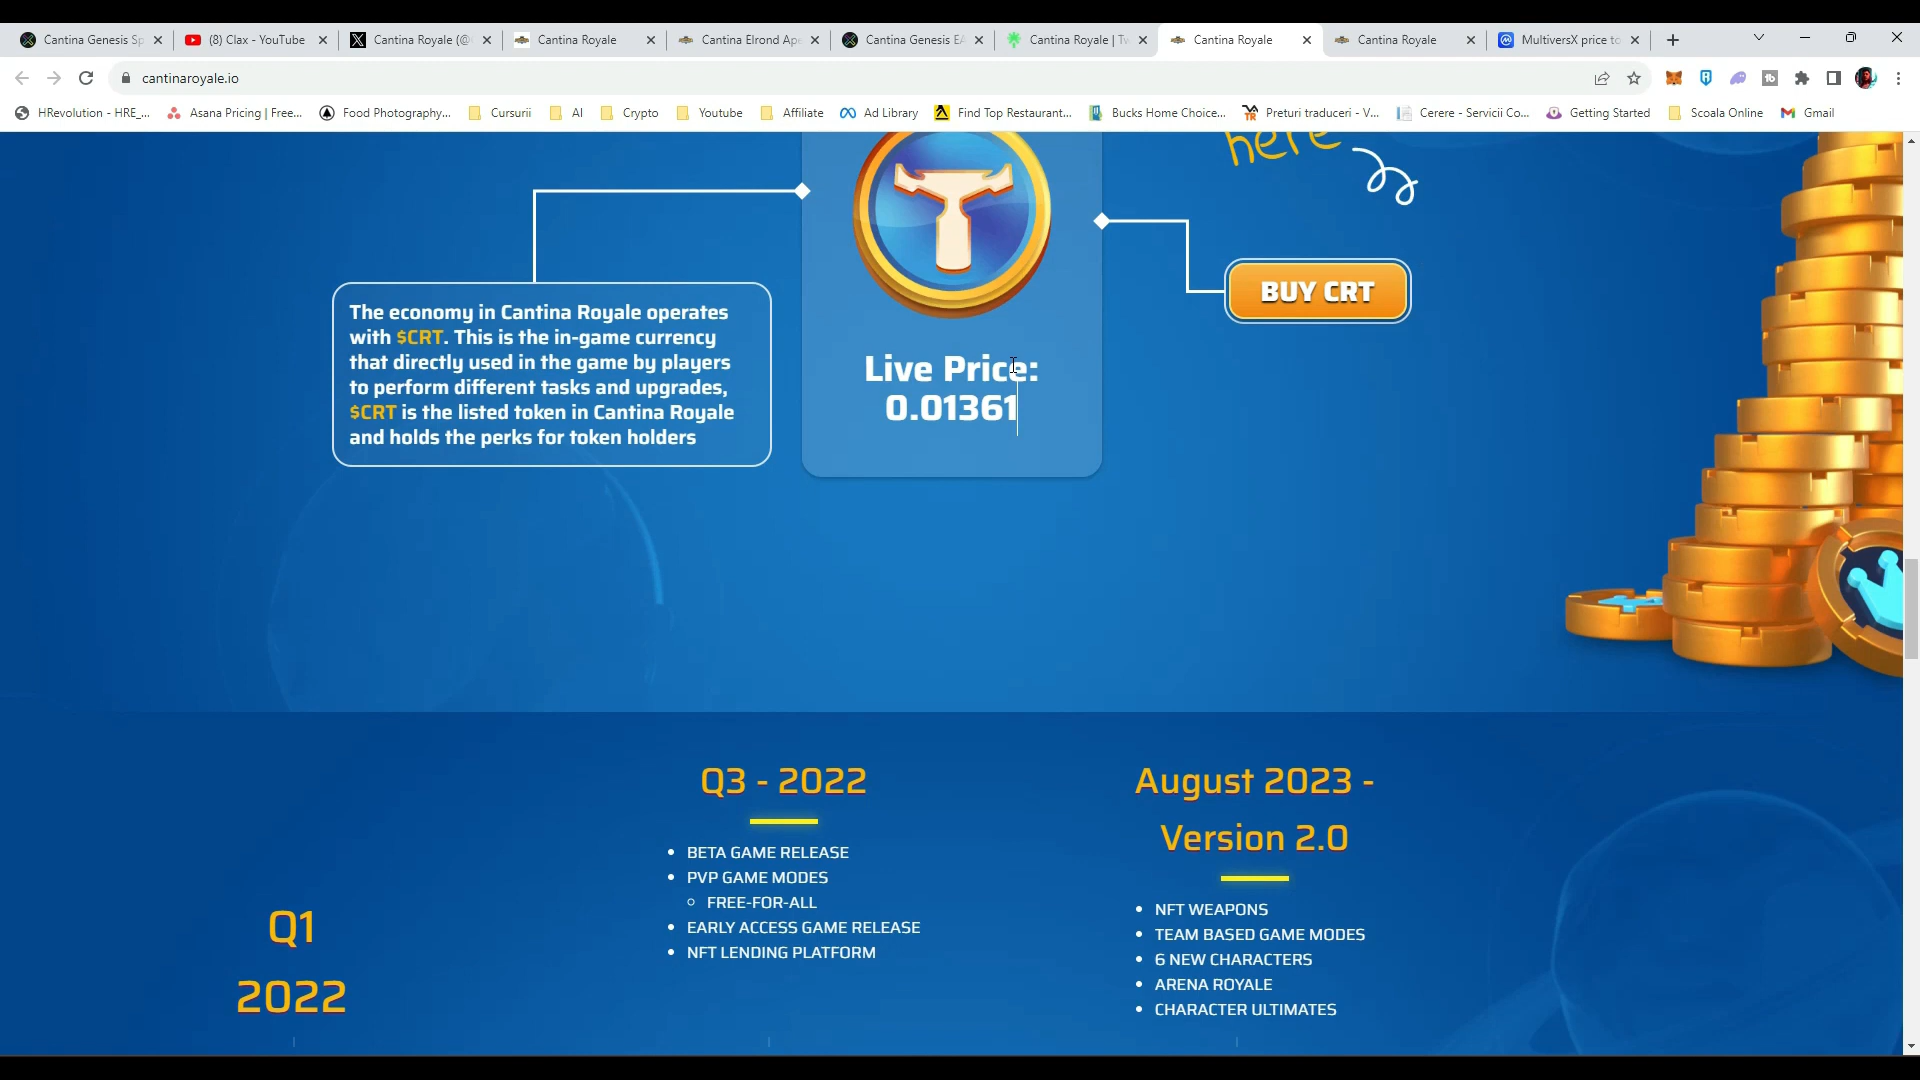 Cantina Genesis Sp
(8) Clax - YouTube
Cantina Royale (@
Cantina Royale
Cantina Elrond Ape
Cantina Genesis EA
Cantina Royale | Tw
Cantina Royale
Cantina Royale
MultiversX price to
cantinaroyale.io
HRevolution - HRE_...
Asana Pricing | Free...
Food Photography...
Cursurii
AI
Crypto
Youtube
Affiliate
Ad Library
Find Top Restaurant...
Bucks Home Choice...
Preturi traduceri - V...
Cerere - Servicii Co...
Getting Started
Scoala Online
Gmail
here
The economy in Cantina Royale operates
with $CRT. This is the in-game currency
that directly used in the game by players
to perform different tasks and upgrades,
$CRT is the listed token in Cantina Royale
and holds the perks for token holders
Live Price:
0.01361
BUY CRT
Q1
2022
Q3 - 2022
BETA GAME RELEASE
PVP GAME MODES
FREE-FOR-ALL
EARLY ACCESS GAME RELEASE
NFT LENDING PLATFORM
August 2023 -
Version 2.0
NFT WEAPONS
TEAM BASED GAME MODES
6 NEW CHARACTERS
ARENA ROYALE
CHARACTER ULTIMATES